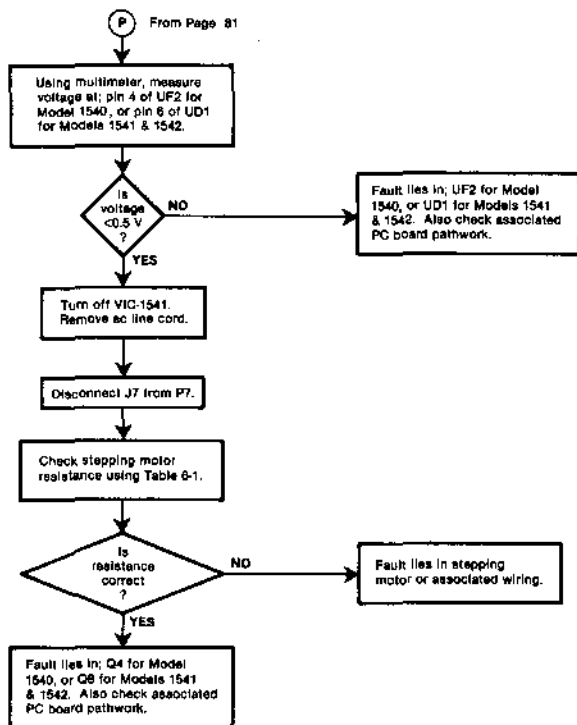 P From Page 81
Using multimeter, measure
voltage at; pin 4 of UF2 for
Model 1540, or pin 6 of UD1
for Models 1541 & 1542.
Is
voltage
<0.5 V
?
NO
Fault lies in; UF2 for Model
1540, or UD1 for Models 1541
& 1542. Also check associated
PC board pathwork.
YES
Turn off VIC-1541.
Remove ac line cord.
Disconnect J7 from P7.
Check stepping motor
resistance using Table 6-1.
Is
resistance
correct
?
NO
Fault lies in stepping
motor or associated wiring.
YES
Fault lies in; Q4 for Model
1540, or Q8 for Models 1541
& 1542. Also check associated
PC board pathwork.